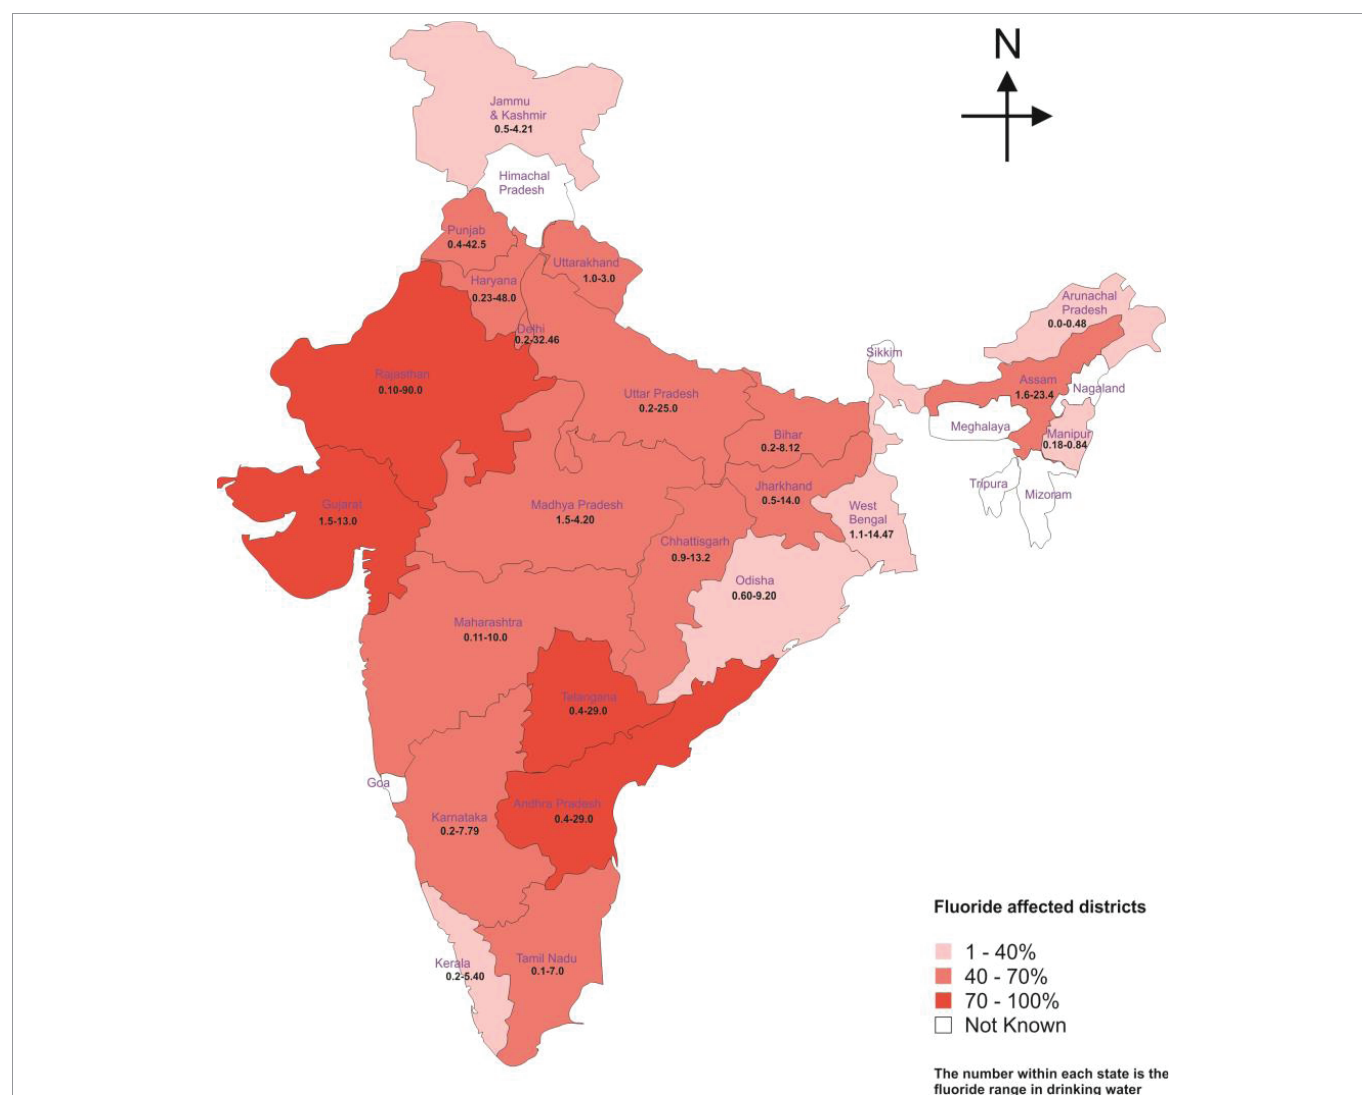 N
Jammu
& Kashmir
0.5-4.21
Himachal
Pradesh
Punjab
0.4-42.5
Uttarakhand
1.0-3.0
Haryana
0.23-48.0
Delhi
0.2-32.46
Arunachal
Pradesh
0.0-0.48
Sikkim
Rajasthan
0.10-90.0
Uttar Pradesh
0.2-25.0
Assam
1.6-23.4
Nagaland
Meghalaya
Bihar
0.2-8.12
Manipur
0.18-0.84
Jharkhand
0.5-14.0
Tripura
Mizoram
Gujarat
1.5-13.0
Madhya Pradesh
1.5-4.20
West
Bengal
1.1-14.47
Chhattisgarh
0.9-13.2
Odisha
0.60-9.20
Maharashtra
0.11-10.0
Telangana
0.4-29.0
Goa
Andhra Pradesh
0.4-29.0
Karnataka
0.2-7.79
Kerala
0.2-5.40
Tamil Nadu
0.1-7.0
Fluoride affected districts
1 - 40%
40 - 70%
70 - 100%
Not Known
The number within each state is the
fluoride range in drinking water